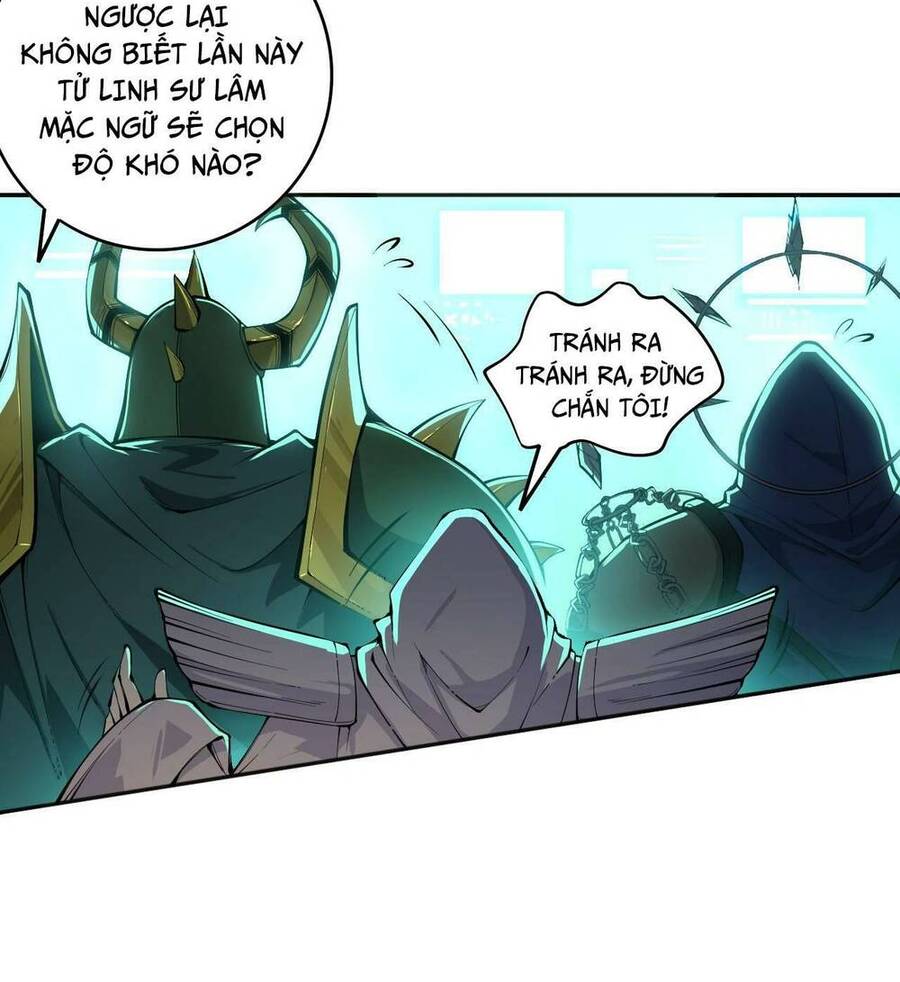 NGƯỢC LẠI
KHÔNG BIẾT LẦN NÀY
TỬ LINH SƯ LÂM
MẶC NGỮ SẼ CHỌN
ĐỘ KHÓ NÀO?
TRÁNH RA
TRÁNH RA, ĐỪNG
CHẮN TÔI!